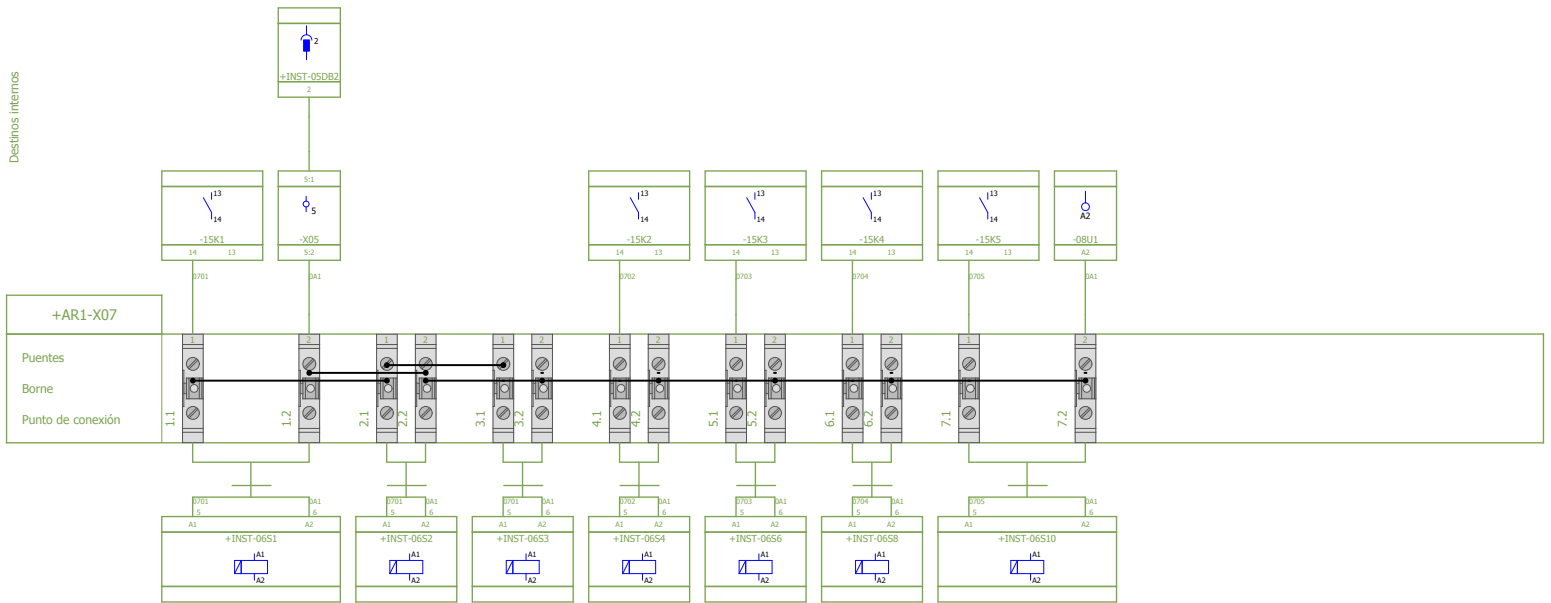 Destinos internos
2
+INST-05DB2
2
S:1
13
14
-15K1
14 13
5
-X05
S:2
13
14
-15K2
14 13
13
14
-15K3
14 13
13
14
-15K4
14 13
13
14
-15K5
14 13
A2
-08U1
A2
0701 0A1 0702 0703 0704 0705 0A1
+AR1-X07
1 2 1 2 1 2 1 2 1 2 1 2 1 2
Puentes
Borne
Punto de conexión
1.1 1.2 2.1 2.2 3.1 3.2 4.1 4.2 5.1 5.2 6.1 6.2 7.1 7.2
0701 0A1 0701 0A1 0701 0A1 0702 0A1 0703 0A1 0704 0A1 0705 0A1
5 6 5 6 5 6 5 6 5 6 5 6 5 6
A1 A2 A1 A2 A1 A2 A1 A2 A1 A2 A1 A2 A1 A2
+INST-06S1 +INST-06S2 +INST-06S3 +INST-06S4 +INST-06S6 +INST-06S8 +INST-06S10
A1 A1 A1 A1 A1 A1 A1
A2 A2 A2 A2 A2 A2 A2